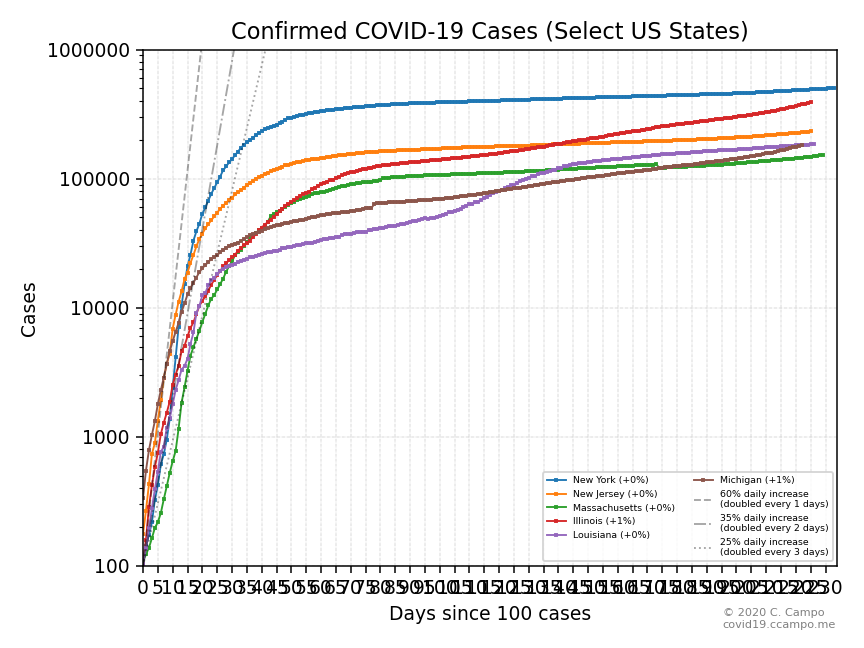 Confirmed COVID-19 Cases (Select US States)
1000000
100000
10000
1000
100
Cases
New York (+0%)
New Jersey (+0%)
Massachusetts (+0%)
Illinois (+1%)
Louisiana (+0%)
Michigan (+1%)
60% daily increase
(doubled every 1 days)
35% daily increase
(doubled every 2 days)
25% daily increase
(doubled every 3 days)
Days since 100 cases
© 2020 C. Campo
covid19.ccampo.me